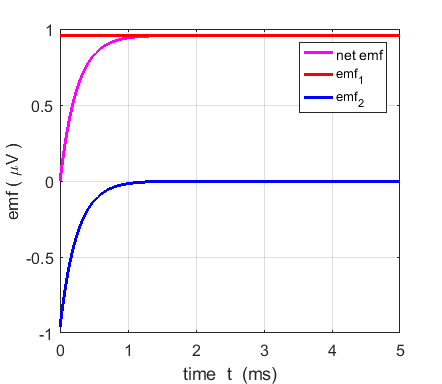 1
0.5
0
-0.5
-1
0
1
2
3
4
5
emf ( μV )
time t (ms)
net emf
emf1
emf2